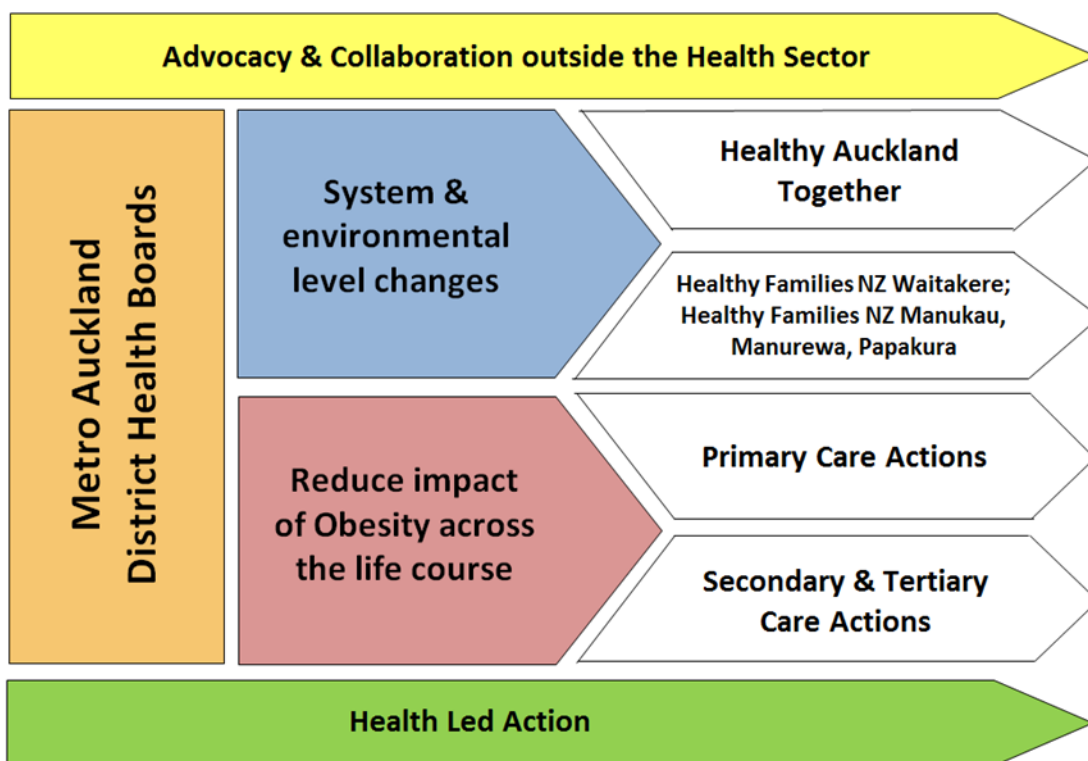 Advocacy & Collaboration outside the Health Sector
Metro Auckland
District Health Boards
System &
environmental
level changes
Healthy Auckland
Together
Healthy Families NZ Waitakere;
Healthy Families NZ Manukau,
Manurewa, Papakura
Reduce impact
of Obesity across
the life course
Primary Care Actions
Secondary & Tertiary
Care Actions
Health Led Action